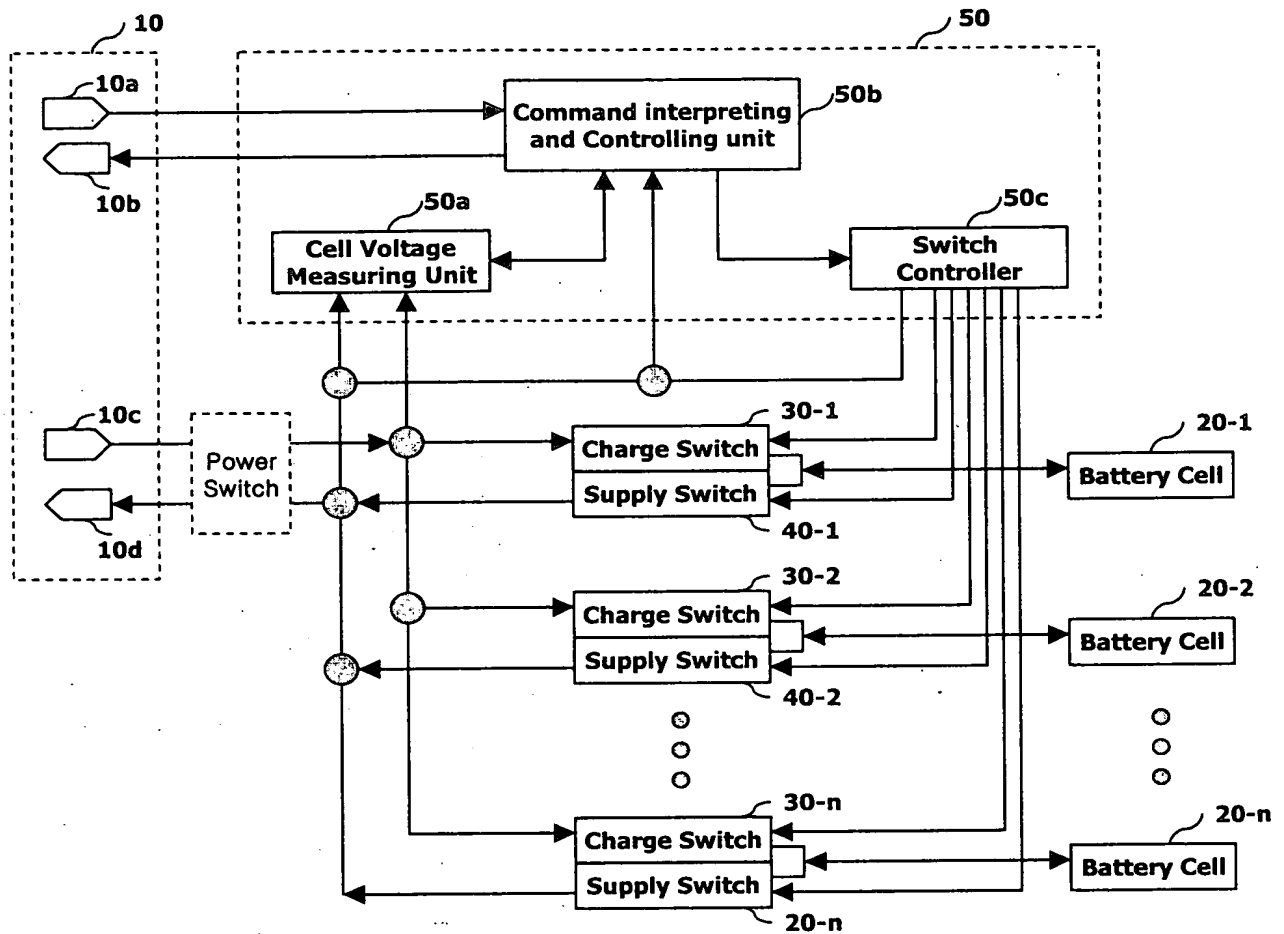 10
50
10a
Command interpreting
and Controlling unit
50b
10b
50a
50c
Cell Voltage
Measuring Unit
Switch
Controller
10c
30-1
20-1
Power
Switch
Charge Switch
Supply Switch
Battery Cell
10d
40-1
30-2
20-2
Charge Switch
Supply Switch
Battery Cell
40-2
30-n
20-n
Charge Switch
Supply Switch
Battery Cell
20-n